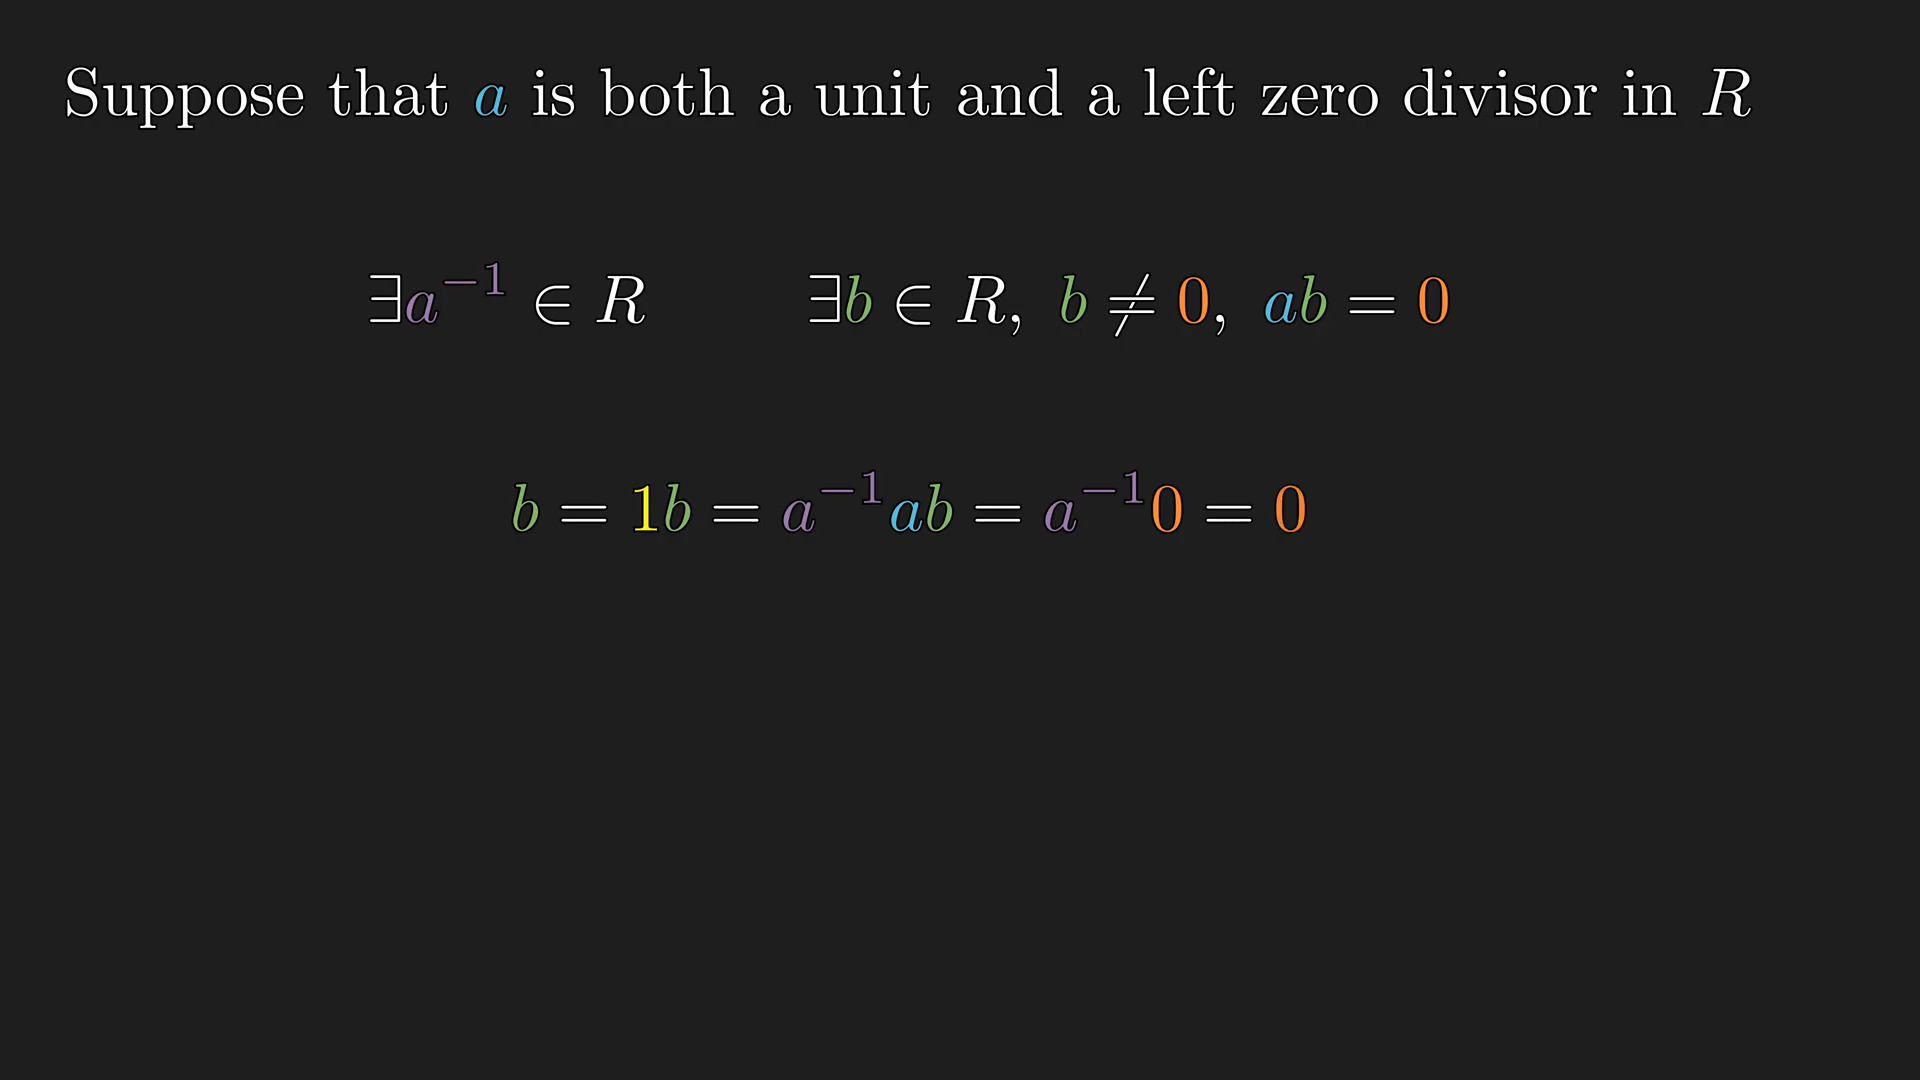 Suppose that a is both a unit and a left zero divisor in R
∃a⁻¹ ∈ R ∃b ∈ R, b ≠ 0, ab = 0
b = 1b = a⁻¹ab = a⁻¹0 = 0